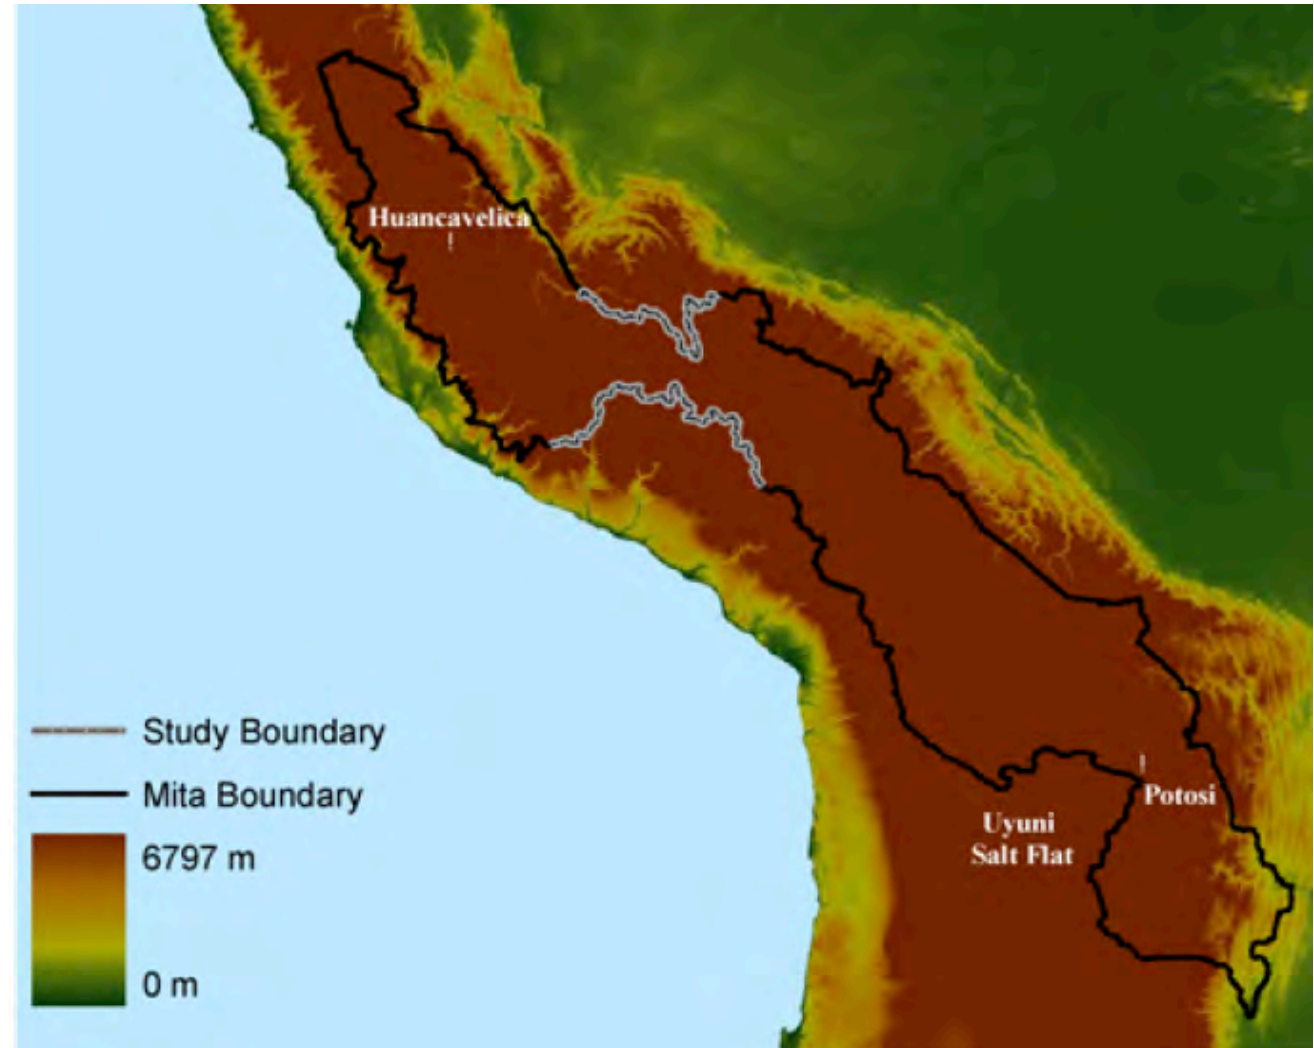 Huancavelica
Study Boundary
Mita Boundary
6797 m
0 m
Potosi
Uyuni
Salt Flat